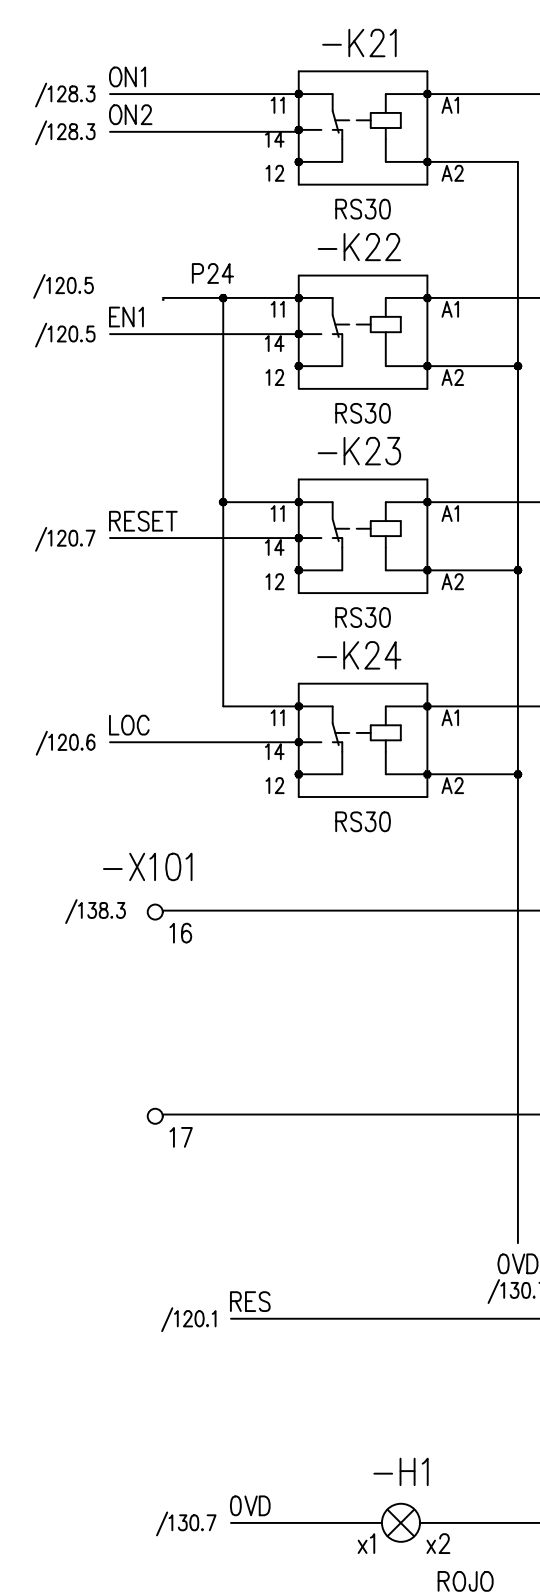 -K21
ON1
/128.3
11 A1
ON2
/128.3
14
12 A2
RS30
-K22
P24
/120.5
11 A1
EN1
/120.5
14
12 A2
RS30
-K23
11 A1
RESET
/120.7
14
12 A2
RS30
-K24
11 A1
LOC
/120.6
14
12 A2
RS30
-X101
/138.3
16
17
0VD
/130.
RES
/120.1
-H1
0VD
/130.7
x1 x2
ROJO